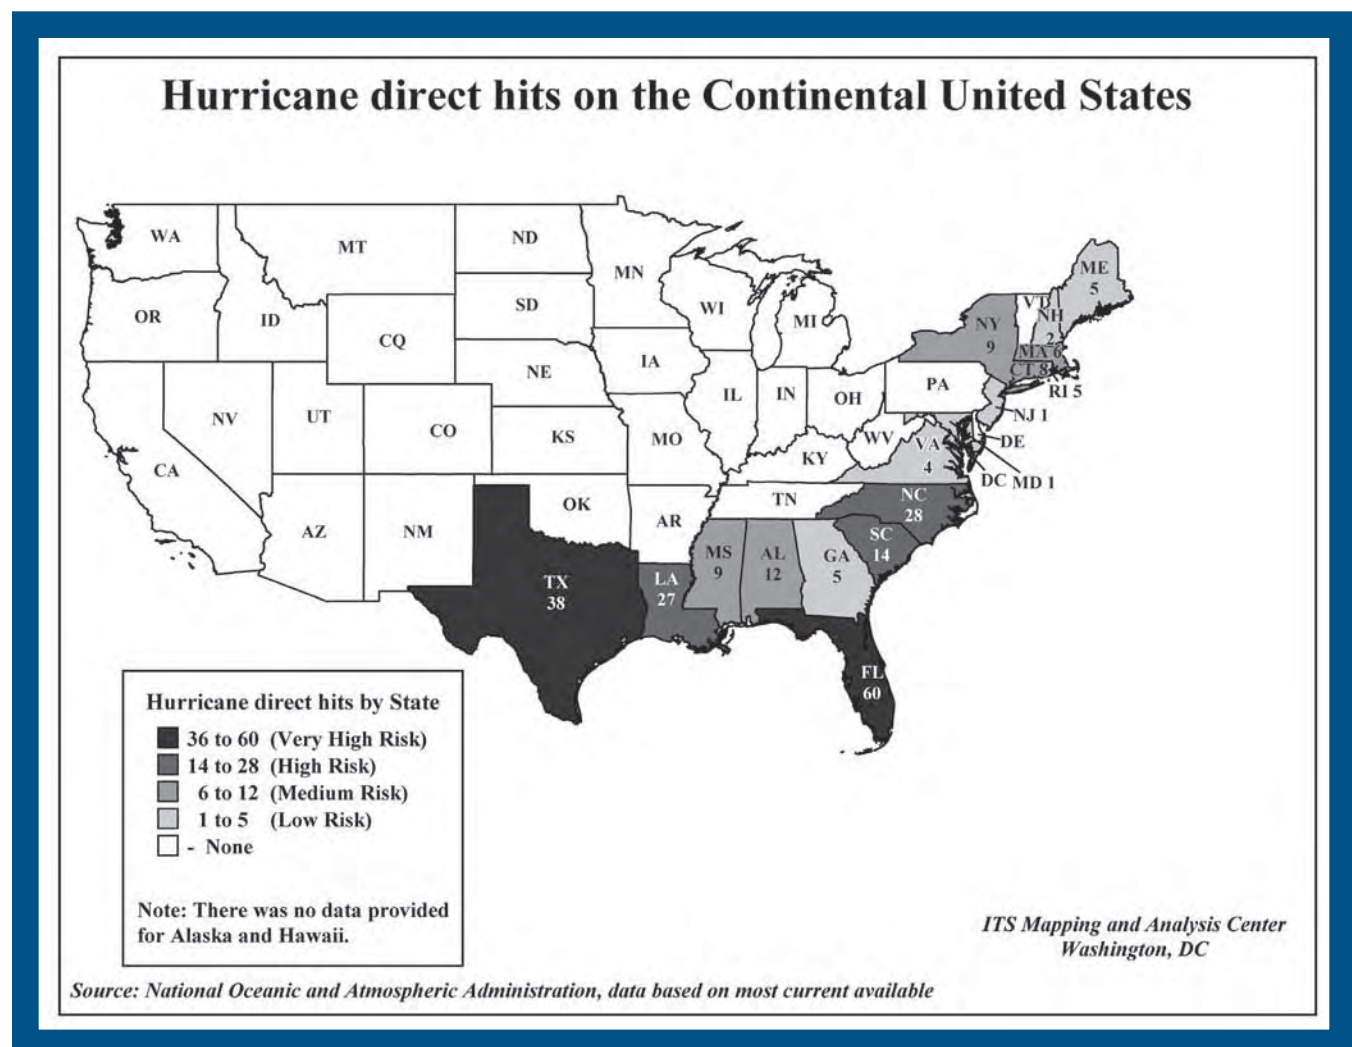 Hurricane direct hits on the Continental United States
WA
MT
ND
MN
ME
5
OR
ID
SD
WI
MI
VT
NH
2
NY
9
CQ
MA 6
CT 8
RI 5
IA
NE
PA
NJ 1
NV
UT
CO
IL
IN
OH
KS
MO
WV
VA
4
DE
DC
MD 1
CA
KY
NC
28
AZ
NM
OK
AR
TN
SC
14
MS
9
AL
12
GA
5
TX
38
LA
27
FL
60
Hurricane direct hits by State
36 to 60 (Very High Risk)
14 to 28 (High Risk)
6 to 12 (Medium Risk)
1 to 5 (Low Risk)
- None
Note: There was no data provided
for Alaska and Hawaii.
ITS Mapping and Analysis Center
Washington, DC
Source: National Oceanic and Atmospheric Administration, data based on most current available